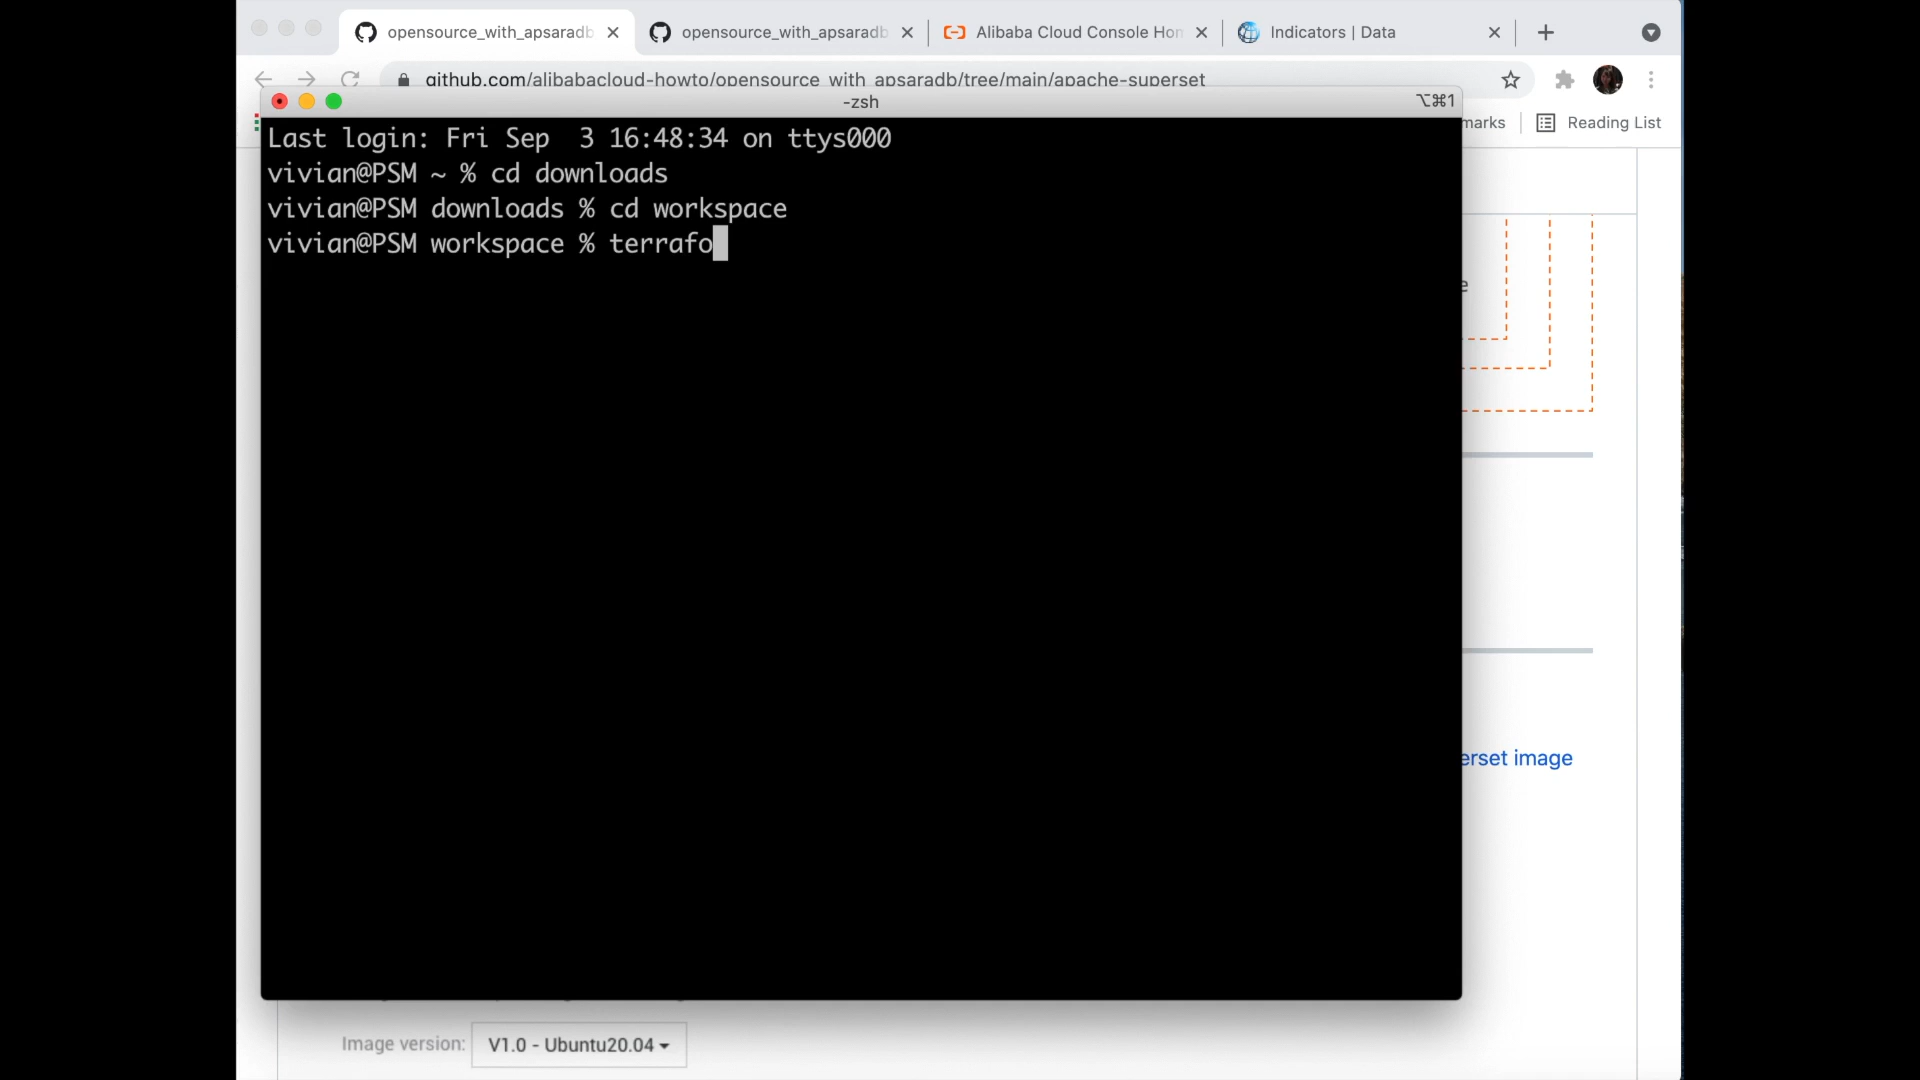 opensource_with_apsaradb
opensource_with_apsaradb
Alibaba Cloud Console Hom
Indicators | Data
github.com/alibabacloud-howto/opensource_with_apsaradb/tree/main/apache-superset
-zsh
⌥⌘1
marks
Reading List
Last login: Fri Sep  3 16:48:34 on ttys000
vivian@PSM ~ % cd downloads
vivian@PSM downloads % cd workspace
vivian@PSM workspace % terrafo
e
erset image
Image version: V1.0 - Ubuntu20.04